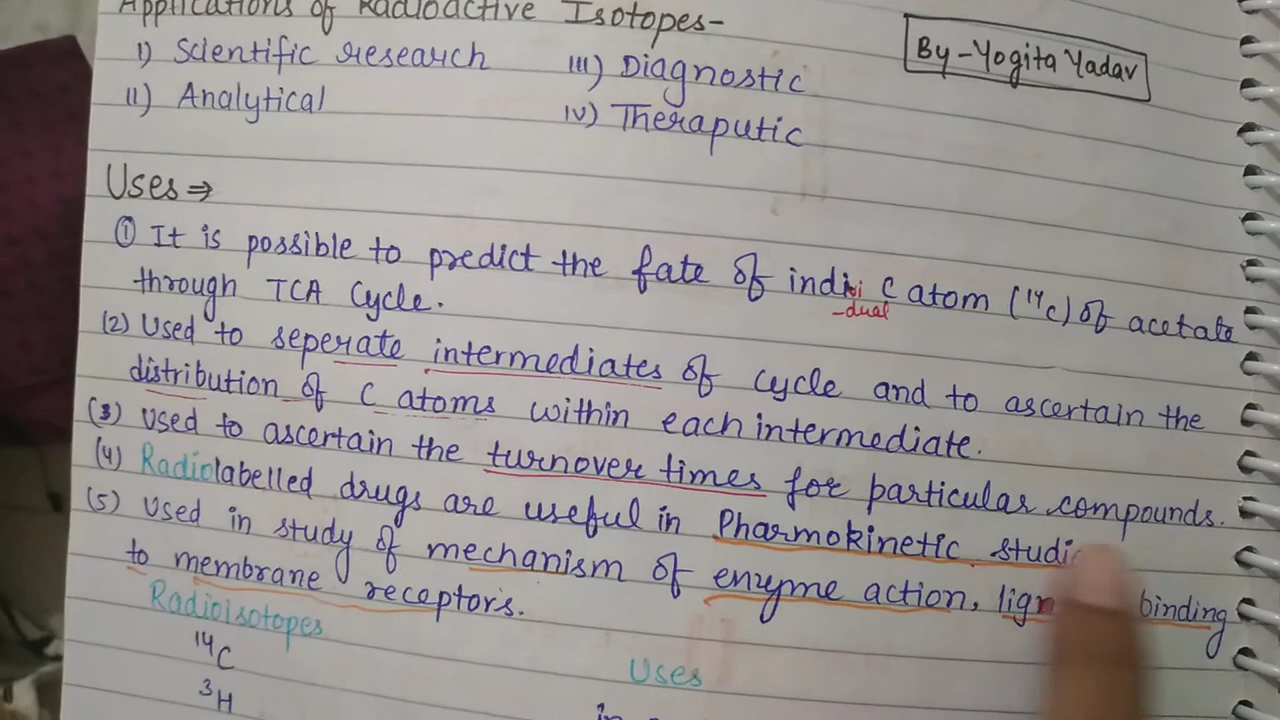 Applications of Radioactive Isotopes-
By-Yogita Yadav
i) Scientific research
iii) Diagnostic
ii) Analytical
iv) Theraputic
Uses ⇒
① It is possible to predict the fate of indivi-dual C atom (¹⁴C) of acetate
through TCA Cycle.
(2) Used to seperate intermediates of cycle and to ascertain the
distribution of C atoms within each intermediate.
(3) Used to ascertain the turnover times for particular compounds.
(4) Radiolabelled drugs are useful in Pharmokinetic
(5) Used in study of mechanism of enzyme action, binding
to membrane receptors.
Radioisotopes
Uses
¹⁴C
³H